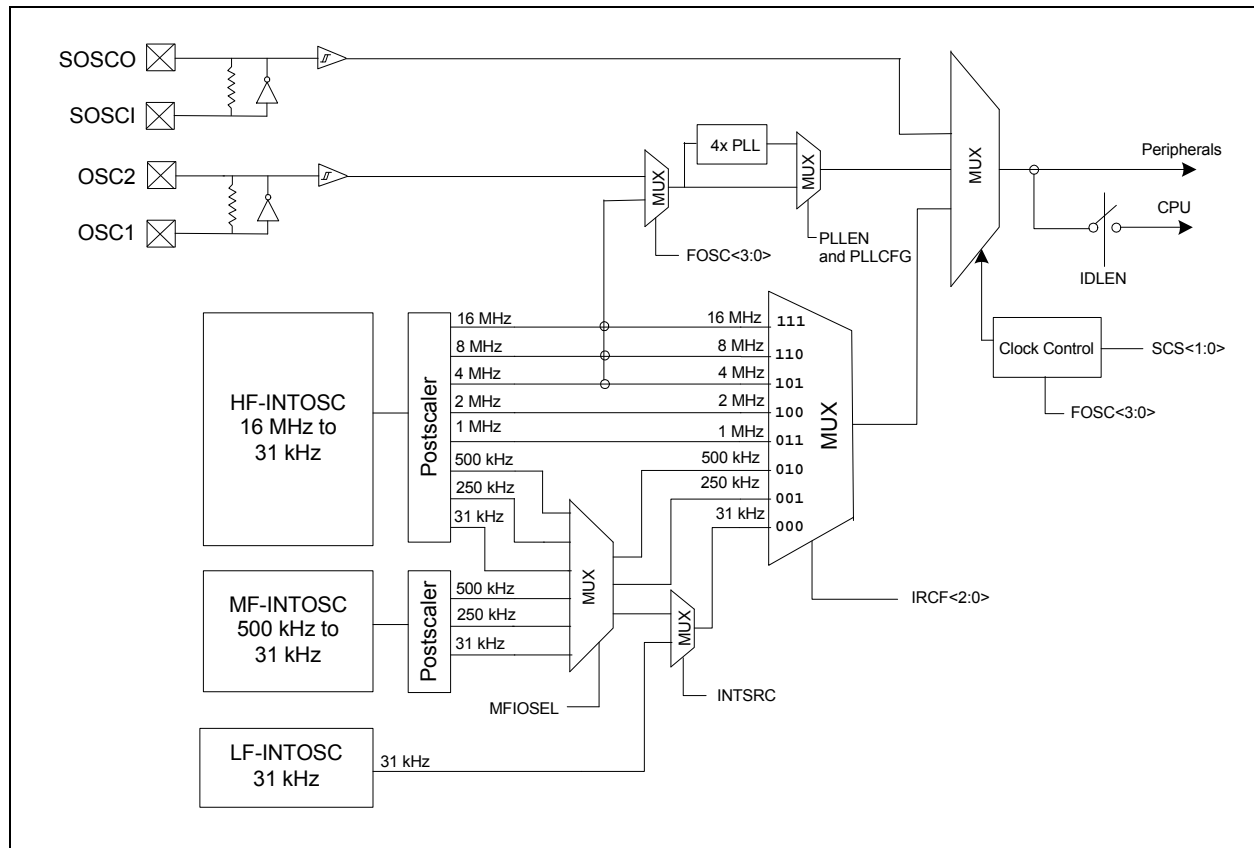 SOSCO
SOSCI
OSC2
OSC1
4x PLL
MUX
MUX
MUX
Peripherals
CPU
IDLEN
PLLEN
and PLLCFG
FOSC<3:0>
Clock Control
SCS<1:0>
FOSC<3:0>
HF-INTOSC
16 MHz to
31 kHz
Postscaler
16 MHz
8 MHz
4 MHz
2 MHz
1 MHz
500 kHz
250 kHz
31 kHz
16 MHz
8 MHz
4 MHz
2 MHz
1 MHz
500 kHz
250 kHz
31 kHz
111
110
101
100
011
010
001
000
MUX
IRCF<2:0>
MF-INTOSC
500 kHz to
31 kHz
Postscaler
500 kHz
250 kHz
31 kHz
MUX
MUX
MFIOSEL
INTSRC
LF-INTOSC
31 kHz
31 kHz